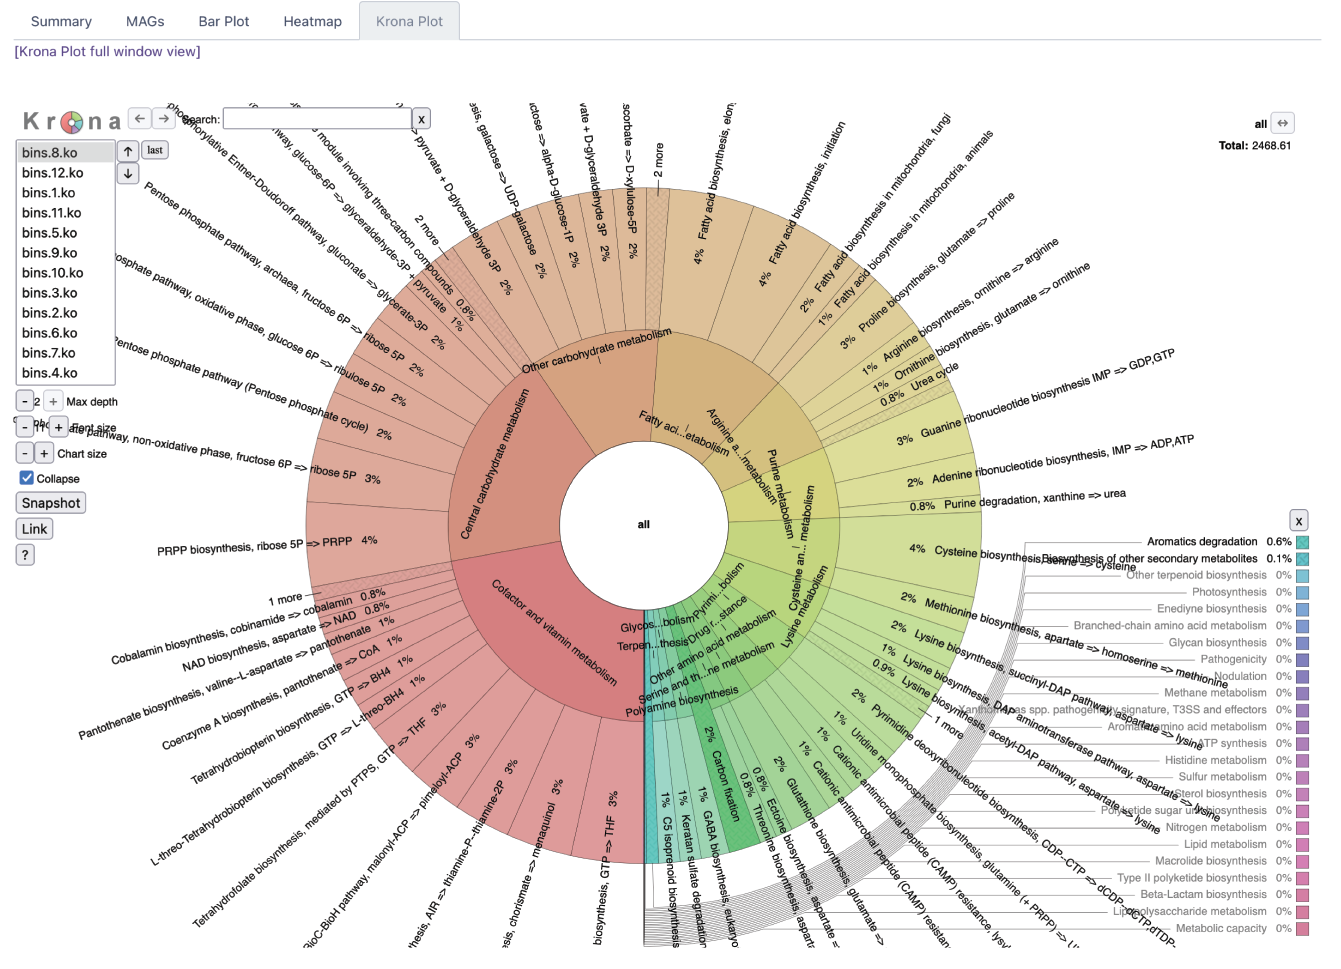 Summary
MAGs
Bar Plot
Heatmap
Krona Plot
[Krona Plot full window view]
Krona
Search:
x
all
Total: 2468.61
bins.8.ko
bins.12.ko
bins.1.ko
bins.11.ko
bins.5.ko
bins.9.ko
bins.10.ko
bins.3.ko
bins.2.ko
bins.6.ko
bins.7.ko
bins.4.ko
last
- 2 + Max depth
- 11 + Font size
- + Chart size
Collapse
Snapshot
Link
?
all
Central carbohydrate metabolism
Other carbohydrate metabolism
Fatty aci...etabolism
Arginine a...metabolism
Purine metabolism
Cysteine an... metabolism
Lysine metabolism
Pyrimi...bolism
Drug r...stance
Other amino acid metabolism
Serine and th...ne metabolism
Polyamine biosynthesis
Glycos...bolism
Terpen...thesis
Cofactor and vitamin metabolism
2 more
4% Fatty acid biosynthesis, elon
4% Fatty acid biosynthesis, initiation
2% Fatty acid biosynthesis in mitochondria, fungi
1% Fatty acid biosynthesis in mitochondria, animals
3% Proline biosynthesis, glutamate => proline
1% Arginine biosynthesis, ornithine => arginine
1% Ornithine biosynthesis, glutamate => ornithine
0.8% Urea cycle
3% Guanine ribonucleotide biosynthesis IMP => GDP,GTP
2% Adenine ribonucleotide biosynthesis, IMP => ADP,ATP
0.8% Purine degradation, xanthine => urea
4% Cysteine biosynthesis, serine => cysteine
2% Methionine biosynthesis, apartate => homoserine => methionine
2% Lysine biosynthesis, succinyl-DAP pathway, aspartate => lysine
1% Lysine biosynthesis, DAP aminotransferase pathway, aspartate => lysine
0.9% Lysine biosynthesis, acetyl-DAP pathway, aspartate => lysine
1 more
2% Pyrimidine deoxyribonucleotide biosynthesis, CDP--CTP => dCDP--dCTP,dTDP-
1% Uridine monophosphate biosynthesis, glutamine (+ PRPP) => U
1% Cationic antimicrobial peptide (CAMP) resistance, lysy
1% Cationic antimicrobial peptide (CAMP) resistan
2% Glutathione biosynthesis, glutamate =>
0.8% Ectoine biosynthesis, aspartate =
0.8% Threonine biosynthesis, aspart
2% Carbon fixation
1% GABA biosynthesis, eukaryo
1% Keratan sulfate degradation
1% C5 isoprenoid biosynthesis
biosynthesis, GTP => THF 3%
sis, chorismate => menaquinol 3%
thesis, AIR => thiamine-P--thiamine-2P 3%
BioC-BioH pathway, malonyl-ACP => pimeloyl-ACP 3%
Tetrahydrofolate biosynthesis, mediated by PTPS, GTP => THF 3%
L-threo-Tetrahydrobiopterin biosynthesis, GTP => L-threo-BH4 1%
Tetrahydrobiopterin biosynthesis, GTP => BH4 1%
Coenzyme A biosynthesis, pantothenate => CoA 1%
Pantothenate biosynthesis, valine--L-aspartate => pantothenate 1%
NAD biosynthesis, aspartate => NAD 0.8%
Cobalamin biosynthesis, cobinamide => cobalamin 0.8%
1 more
PRPP biosynthesis, ribose 5P => PRPP 4%
pathway, non-oxidative phase, fructose 6P => ribose 5P 3%
Pentose phosphate pathway (Pentose phosphate cycle) 2%
osphate pathway, oxidative phase, glucose 6P => ribulose 5P 2%
Pentose phosphate pathway, archaea, fructose 6P => ribose 5P 2%
phosphorylative Entner-Doudoroff pathway, gluconate => glycerate-3P 2%
way, glucose-6P => glyceraldehyde-3P + pyruvate 1%
module involving three-carbon compounds 0.8%
2 more
pyruvate + D-glyceraldehyde 3P 2%
sis, galactose => UDP-galactose 2%
ctose => alpha-D-glucose-1P 2%
vate + D-glyceraldehyde 3P 2%
scorbate => D-xylulose-5P 2%
x
Aromatics degradation 0.6%
Biosynthesis of other secondary metabolites 0.1%
Other terpenoid biosynthesis 0%
Photosynthesis 0%
Enediyne biosynthesis 0%
Branched-chain amino acid metabolism 0%
Glycan biosynthesis 0%
Pathogenicity 0%
Nodulation 0%
Methane metabolism 0%
Xanthomonas spp. pathogenicity signature, T3SS and effectors 0%
Aromatic amino acid metabolism 0%
ATP synthesis 0%
Histidine metabolism 0%
Sulfur metabolism 0%
Sterol biosynthesis 0%
Polyketide sugar unit biosynthesis 0%
Nitrogen metabolism 0%
Lipid metabolism 0%
Macrolide biosynthesis 0%
Type II polyketide biosynthesis 0%
Beta-Lactam biosynthesis 0%
Lipopolysaccharide metabolism 0%
Metabolic capacity 0%